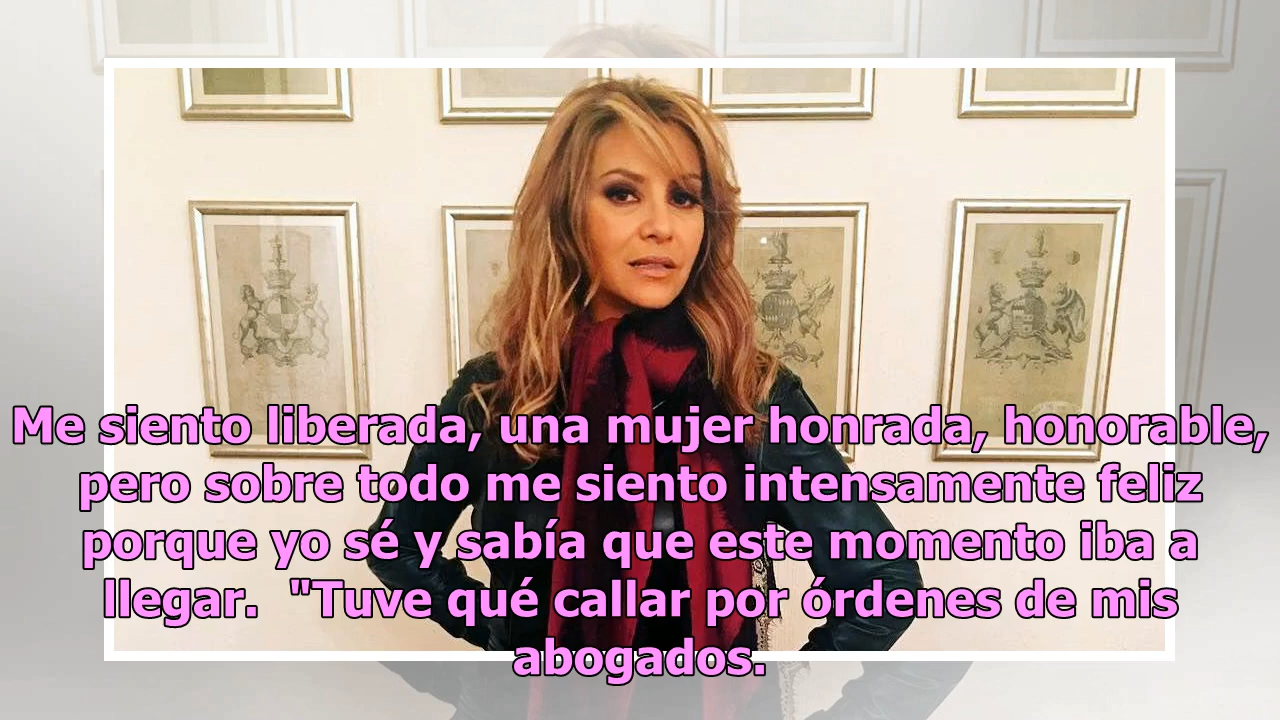 Me siento liberada, una mujer honrada, honorable,
pero sobre todo me siento intensamente feliz
porque yo sé y sabía que este momento iba a
llegar.  "Tuve qué callar por órdenes de mis
abogados.